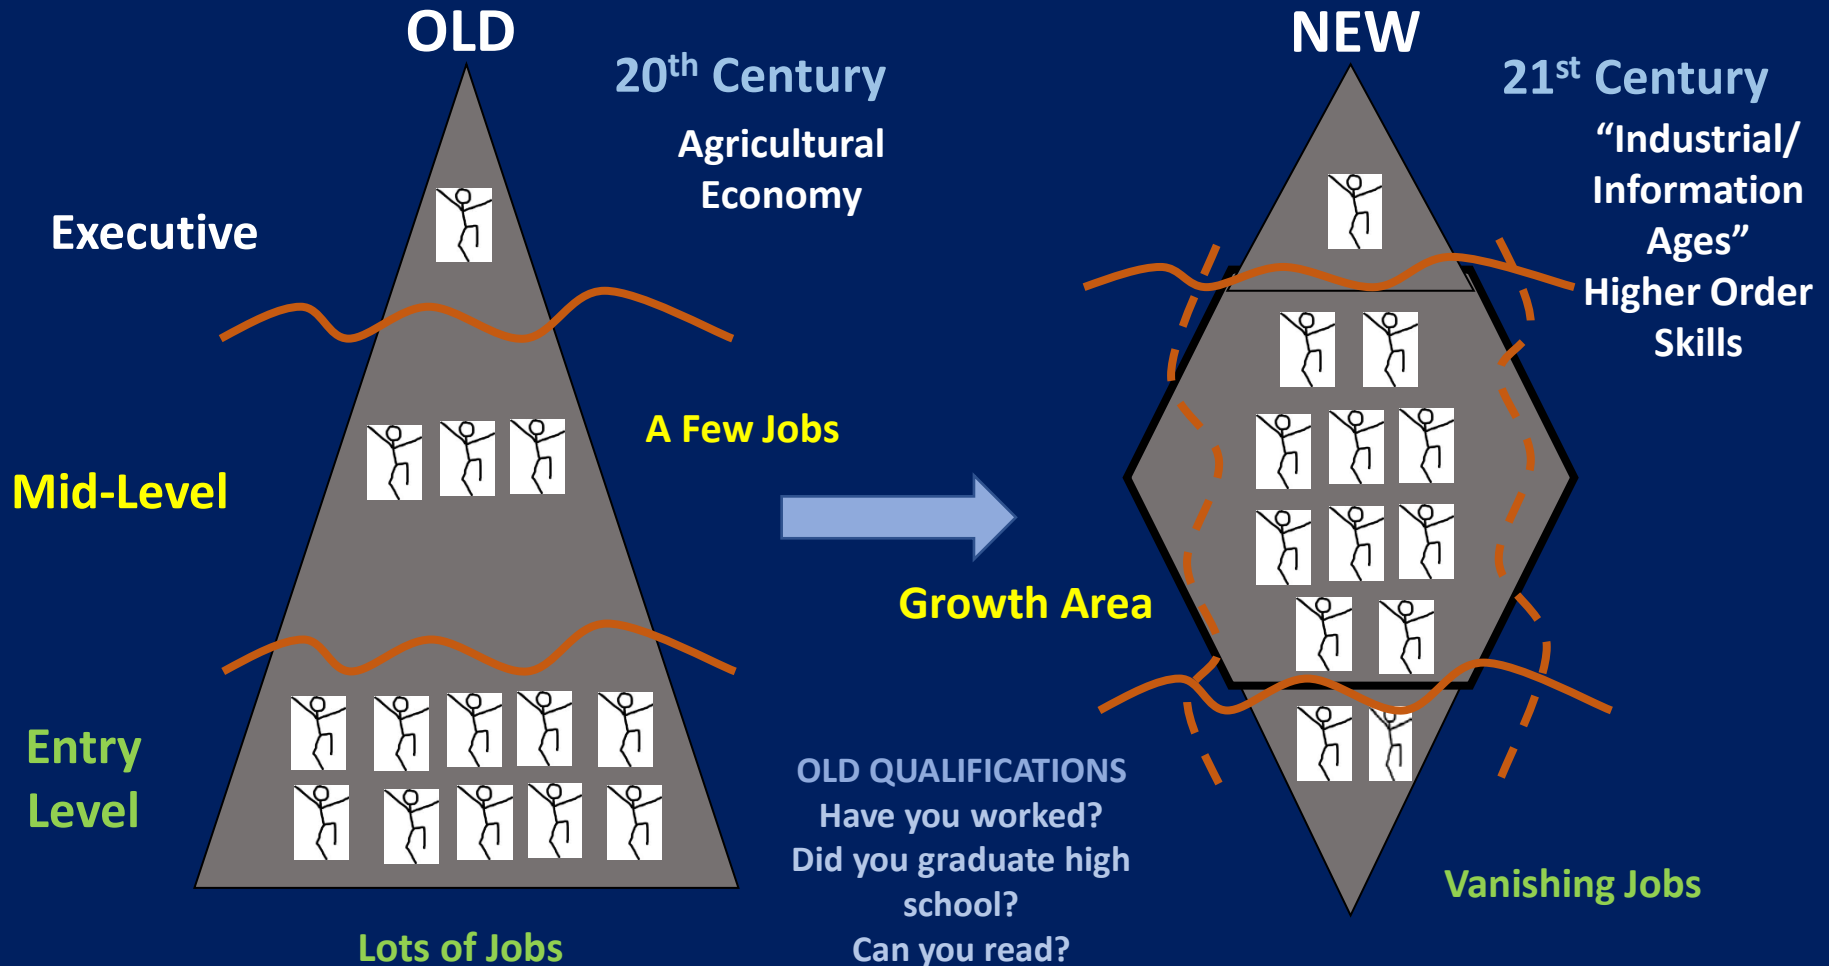 OLD
20th Century
Agricultural
Economy
Executive
Mid-Level
A Few Jobs
Entry
Level
Lots of Jobs
NEW
21st Century
“Industrial/
Information
Ages”
Higher Order
Skills
Growth Area
OLD QUALIFICATIONS
Have you worked?
Did you graduate high
school?
Can you read?
Vanishing Jobs